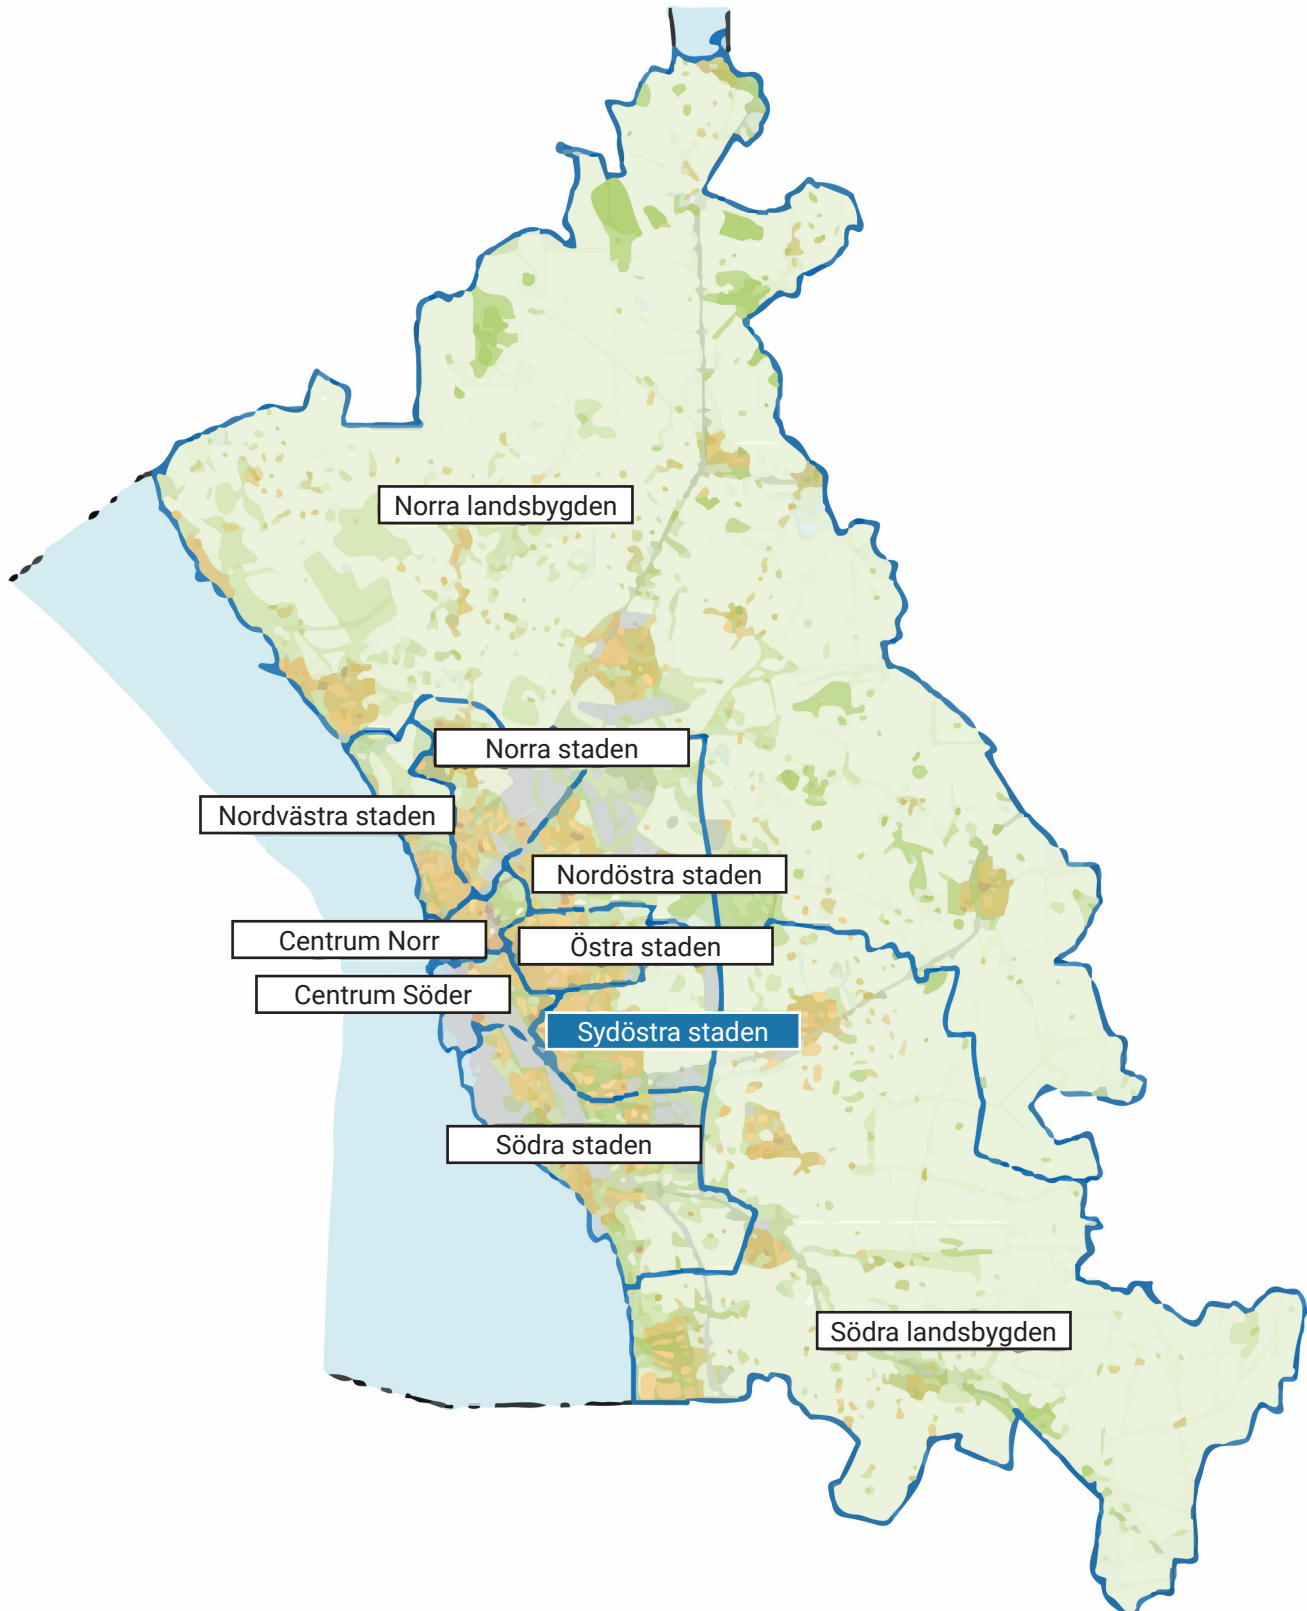 Norra landsbygden
Norra staden
Nordvästra staden
Nordöstra staden
Centrum Norr
Östra staden
Centrum Söder
Sydöstra staden
Södra staden
Södra landsbygden